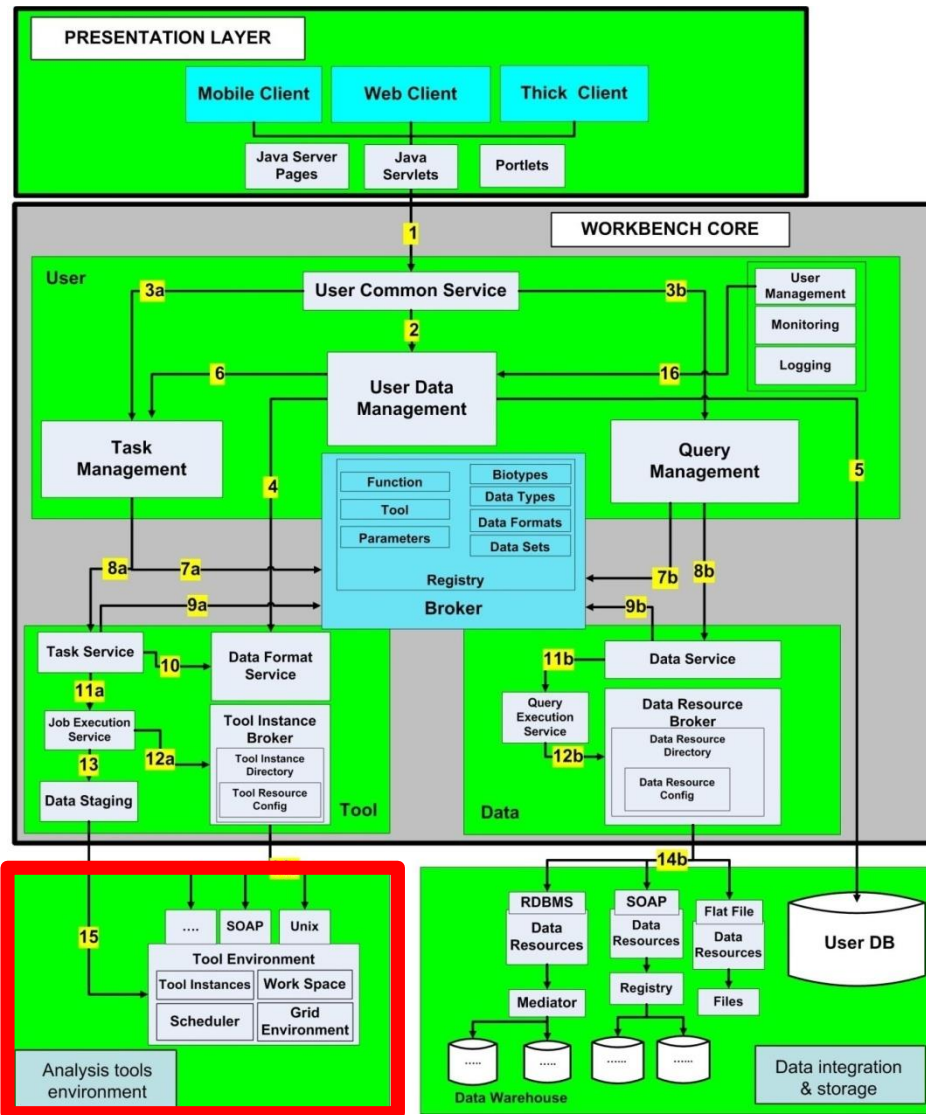 PRESENTATION LAYER
Mobile Client
Web Client
Thick Client
Java Server
Pages
Java
Servlets
Portlets
1
WORKBENCH CORE
User
3a
User Common Service
3b
User
Management
Monitoring
Logging
2
6
User Data
Management
16
Task
Management
4
Query
Management
5
Function
Tool
Parameters
Biotypes
Data Types
Data Formats
Data Sets
Registry
Broker
8a
7a
7b
8b
9a
9b
Task Service
10
Data Format
Service
11a
Job Execution
Service
12a
13
Data Staging
Tool Instance
Broker
Tool Instance
Directory
Tool Resource
Config
Tool
Data Service
11b
Query
Execution
Service
12b
Data Resource
Broker
Data Resource
Directory
Data Resource
Config
Data
15
....
SOAP
Unix
Tool Environment
Tool Instances
Work Space
Scheduler
Grid
Environment
Analysis tools
environment
14b
RDBMS
Data
Resources
Mediator
SOAP
Data
Resources
Registry
Flat File
Data
Resources
Files
User DB
.....
.....
......
......
Data Warehouse
Data integration
& storage